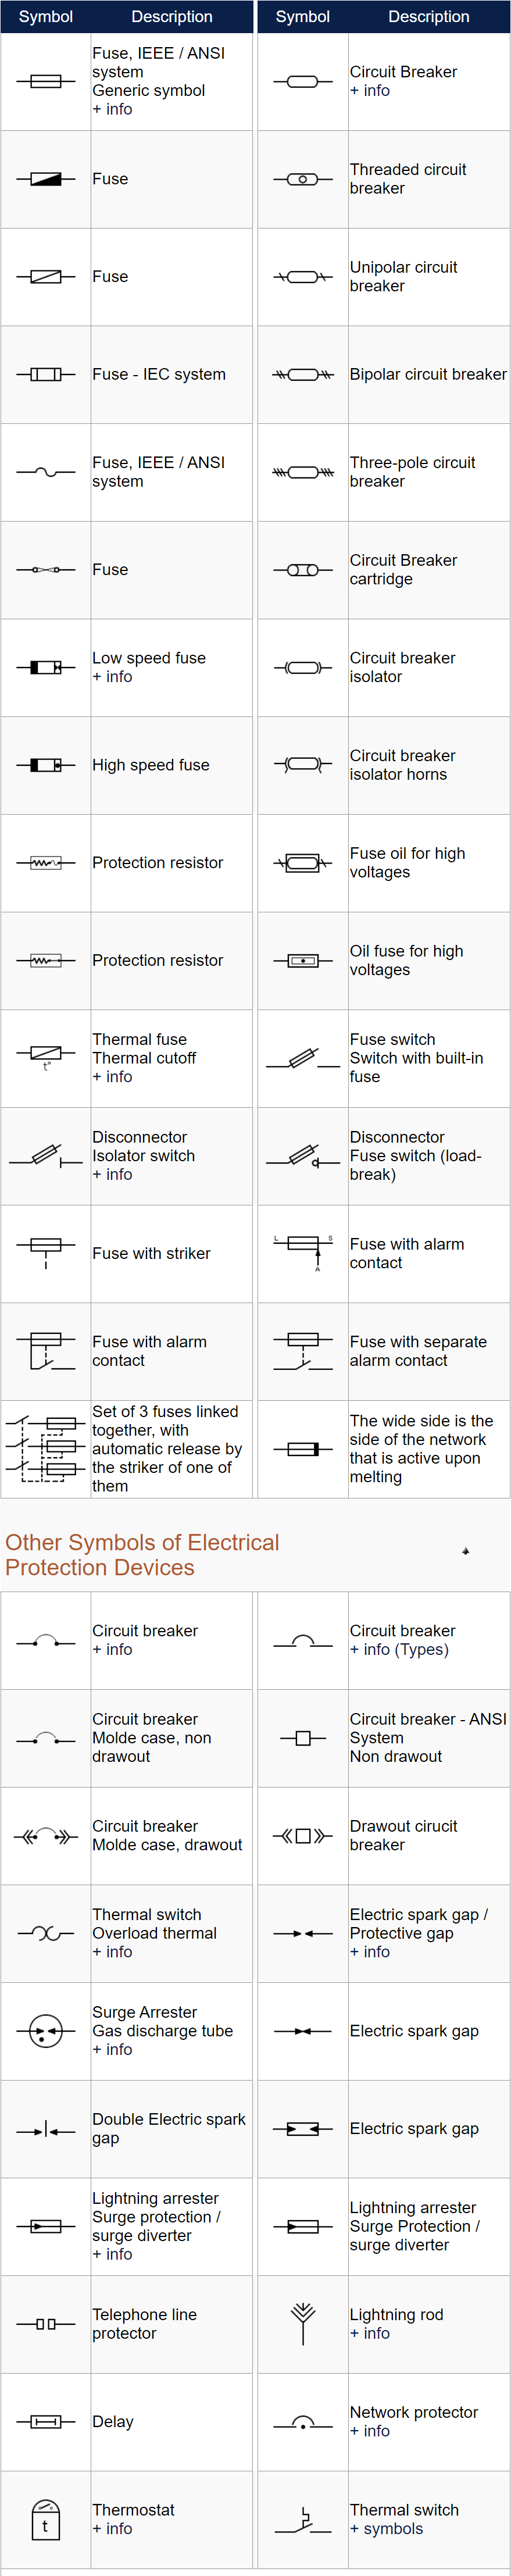 Symbol Description Symbol Description
Fuse, IEEE / ANSI
system
Generic symbol
+ info
Circuit Breaker
+ info
Fuse
Threaded circuit
breaker
Fuse
Unipolar circuit
breaker
Fuse - IEC system
Bipolar circuit breaker
Fuse, IEEE / ANSI
system
Three-pole circuit
breaker
Fuse
Circuit Breaker
cartridge
Low speed fuse
+ info
Circuit breaker
isolator
High speed fuse
Circuit breaker
isolator horns
Protection resistor
Fuse oil for high
voltages
Protection resistor
Oil fuse for high
voltages
t°
Thermal fuse
Thermal cutoff
+ info
Fuse switch
Switch with built-in
fuse
Disconnector
Isolator switch
+ info
Disconnector
Fuse switch (load-
break)
Fuse with striker
L S
A
Fuse with alarm
contact
Fuse with alarm
contact
Fuse with separate
alarm contact
Set of 3 fuses linked
together, with
automatic release by
the striker of one of
them
The wide side is the
side of the network
that is active upon
melting
Other Symbols of Electrical
Protection Devices
Circuit breaker
+ info
Circuit breaker
+ info (Types)
Circuit breaker
Molde case, non
drawout
Circuit breaker - ANSI
System
Non drawout
Circuit breaker
Molde case, drawout
Drawout cirucit
breaker
Thermal switch
Overload thermal
+ info
Electric spark gap /
Protective gap
+ info
Surge Arrester
Gas discharge tube
+ info
Electric spark gap
Double Electric spark
gap
Electric spark gap
Lightning arrester
Surge protection /
surge diverter
+ info
Lightning arrester
Surge Protection /
surge diverter
Telephone line
protector
Lightning rod
+ info
Delay
Network protector
+ info
t
Thermostat
+ info
Thermal switch
+ symbols